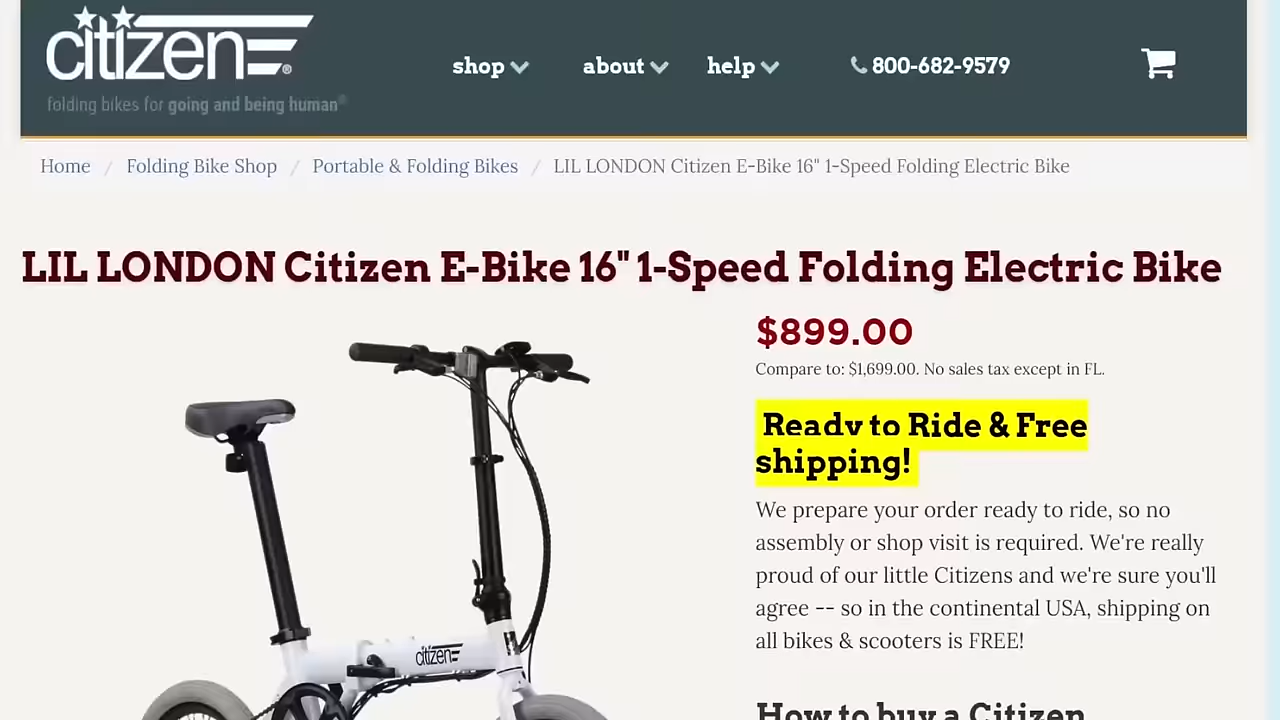 citizen®
folding bikes for going and being human®
shop
about
help
800-682-9579
Home / Folding Bike Shop / Portable & Folding Bikes / LIL LONDON Citizen E-Bike 16" 1-Speed Folding Electric Bike
LIL LONDON Citizen E-Bike 16" 1-Speed Folding Electric Bike
$899.00
Compare to: $1,699.00. No sales tax except in FL.
Ready to Ride & Free
shipping!
We prepare your order ready to ride, so no
assembly or shop visit is required. We're really
proud of our little Citizens and we're sure you'll
agree -- so in the continental USA, shipping on
all bikes & scooters is FREE!
citizen
How to buy a Citizen